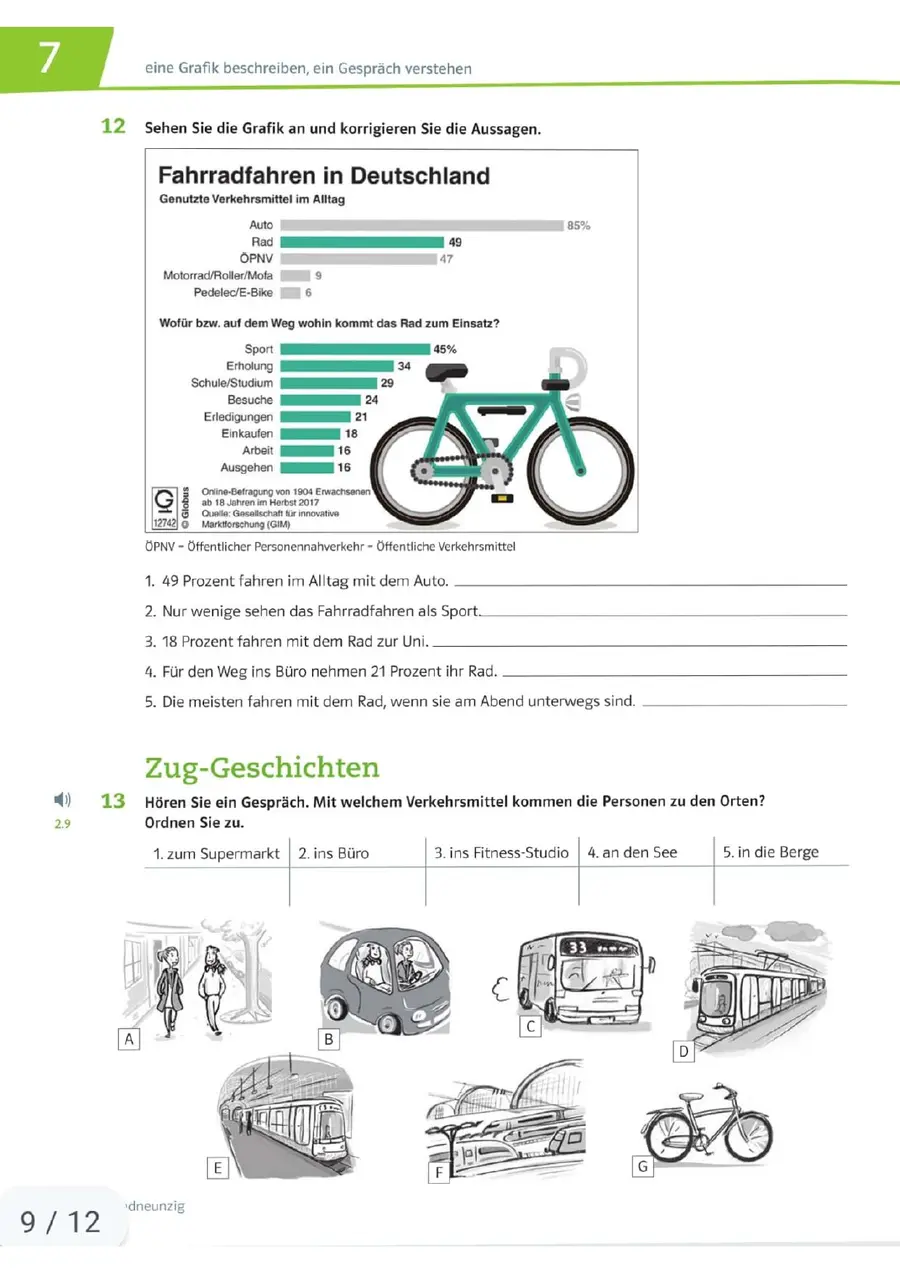 7
eine Grafik beschreiben, ein Gespräch verstehen
12 Sehen Sie die Grafik an und korrigieren Sie die Aussagen.
Fahrradfahren in Deutschland
Genutzte Verkehrsmittel im Alltag
Auto 85%
Rad 49
ÖPNV 47
Motorrad/Roller/Mofa 9
Pedelec/E-Bike 6
Wofür bzw. auf dem Weg wohin kommt das Rad zum Einsatz?
Sport 45%
Erholung 34
Schule/Studium 29
Besuche 24
Erledigungen 21
Einkaufen 18
Arbeit 16
Ausgehen 16
G
12742
© Globus
Online-Befragung von 1904 Erwachsenen
ab 18 Jahren im Herbst 2017
Quelle: Gesellschaft für innovative
Marktforschung (GIM)
ÖPNV – Öffentlicher Personennahverkehr – Öffentliche Verkehrsmittel
1. 49 Prozent fahren im Alltag mit dem Auto.
2. Nur wenige sehen das Fahrradfahren als Sport.
3. 18 Prozent fahren mit dem Rad zur Uni.
4. Für den Weg ins Büro nehmen 21 Prozent ihr Rad.
5. Die meisten fahren mit dem Rad, wenn sie am Abend unterwegs sind.
Zug-Geschichten
2.9
13 Hören Sie ein Gespräch. Mit welchem Verkehrsmittel kommen die Personen zu den Orten?
Ordnen Sie zu.
1. zum Supermarkt 2. ins Büro 3. ins Fitness-Studio 4. an den See 5. in die Berge
33
A
B
C
D
E
F
G
dneunzig
9 / 12